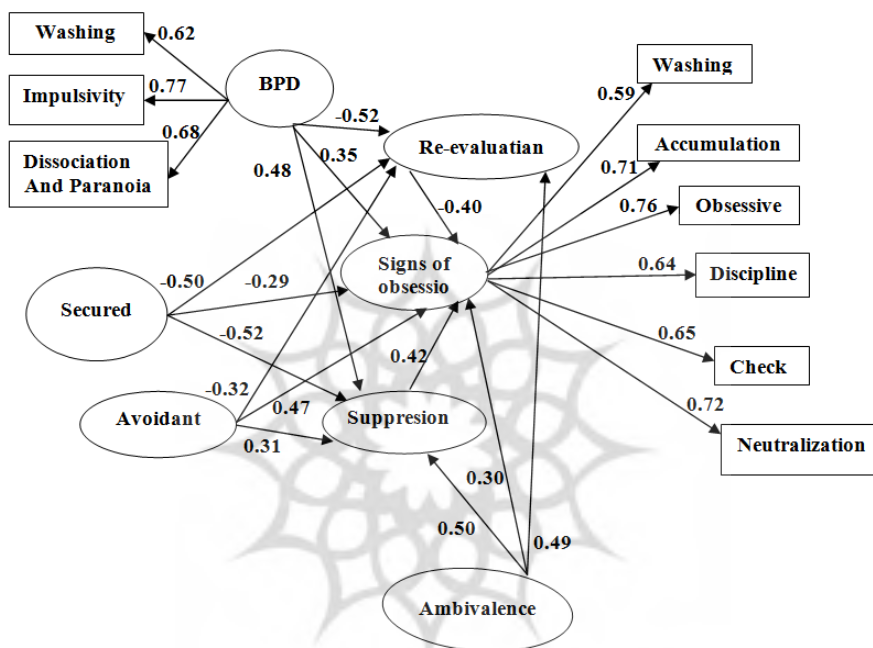 Washing
0.62
Impulsivity
0.77
Dissociation
And Paranoia
0.68
BPD
-0.52
0.35
0.48
Re-evaluatian
-0.40
Washing
0.59
Accumulation
0.71
Obsessive
0.76
Discipline
0.64
Check
0.65
Neutralization
0.72
Signs of
obsessio
Secured
-0.50
-0.29
-0.52
Avoidant
-0.32
0.47
0.31
0.42
Suppresion
0.30
0.50
0.49
Ambivalence